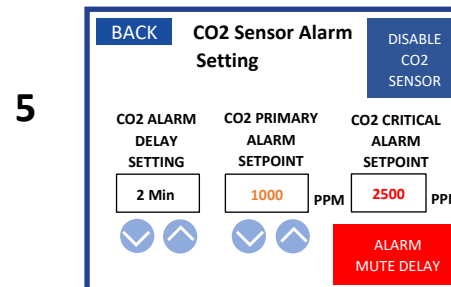 BACK
CO2 Sensor Alarm
Setting
DISABLE
CO2
SENSOR
5
CO2 ALARM
DELAY
SETTING
CO2 PRIMARY
ALARM
SETPOINT
CO2 CRITICAL
ALARM
SETPOINT
2 Min
1000 PPM
2500
ALARM
MUTE DELAY